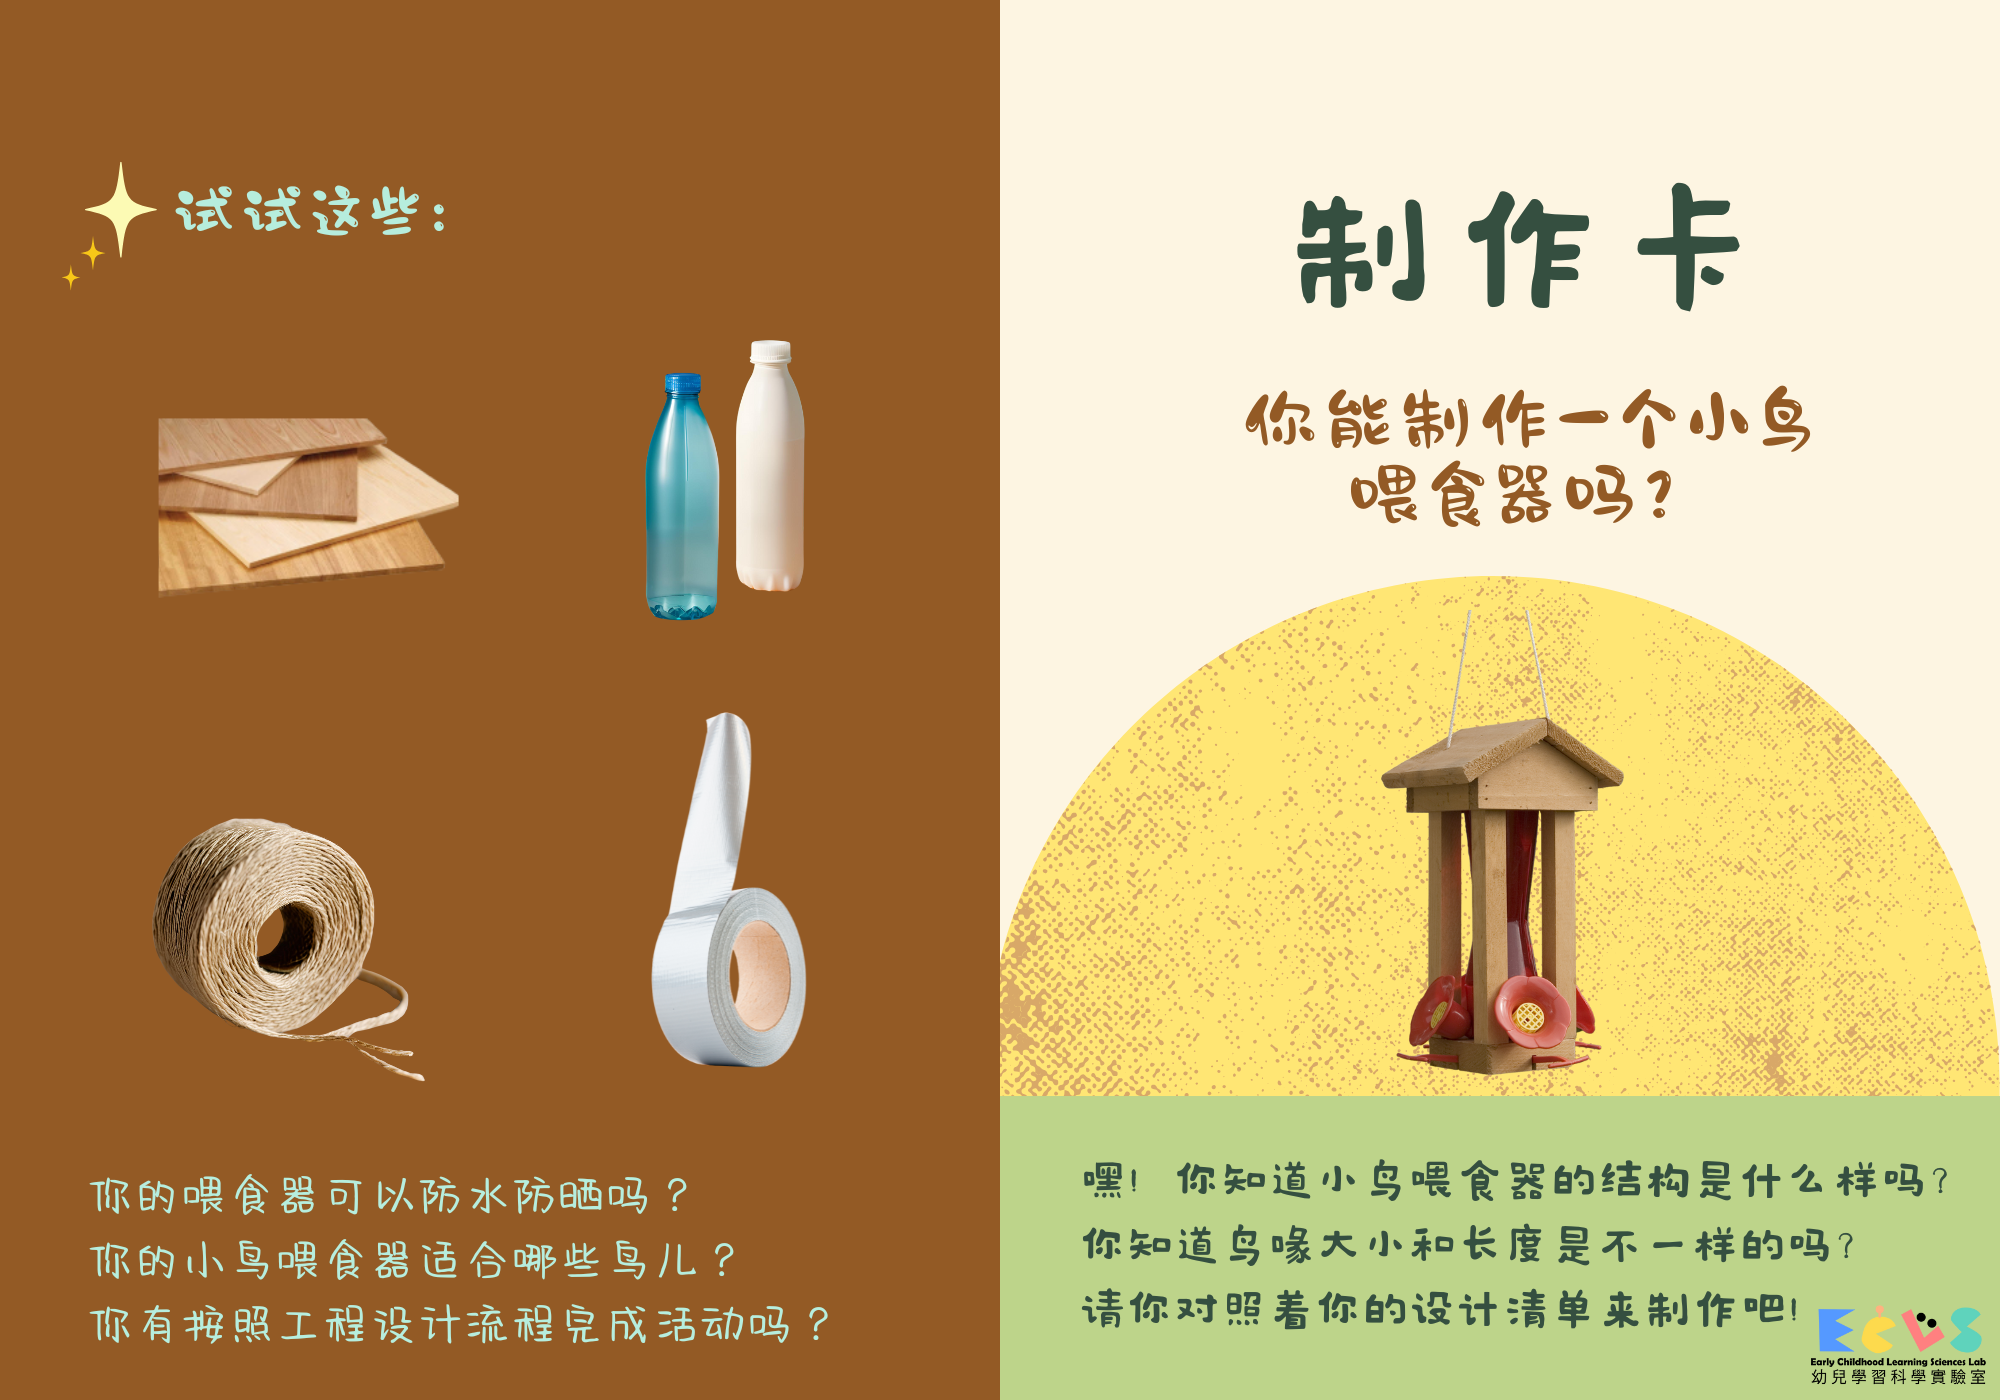 试试这些：
你的喂食器可以防水防晒吗？
你的小鸟喂食器适合哪些鸟儿？
你有按照工程设计流程完成活动吗？
制作卡
你能制作一个小鸟
喂食器吗？
嘿！你知道小鸟喂食器的结构是什么样吗？
你知道鸟喙大小和长度是不一样的吗？
请你对照着你的设计清单来制作吧！
ECLS
Early Childhood Learning Sciences Lab
幼兒學習科學實驗室